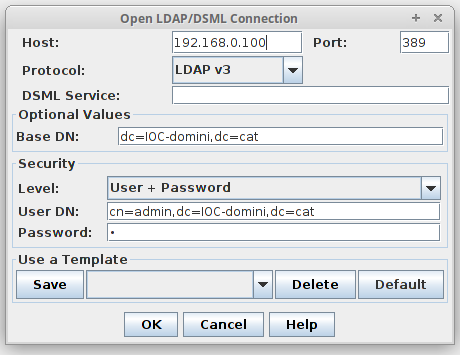 Open LDAP/DSML Connection
Host: 192.168.0.100 Port: 389
Protocol: LDAP v3
DSML Service:
Optional Values
Base DN: dc=IOC-domini,dc=cat
Security
Level: User + Password
User DN: cn=admin,dc=IOC-domini,dc=cat
Password: •
Use a Template
Save Delete Default
OK Cancel Help